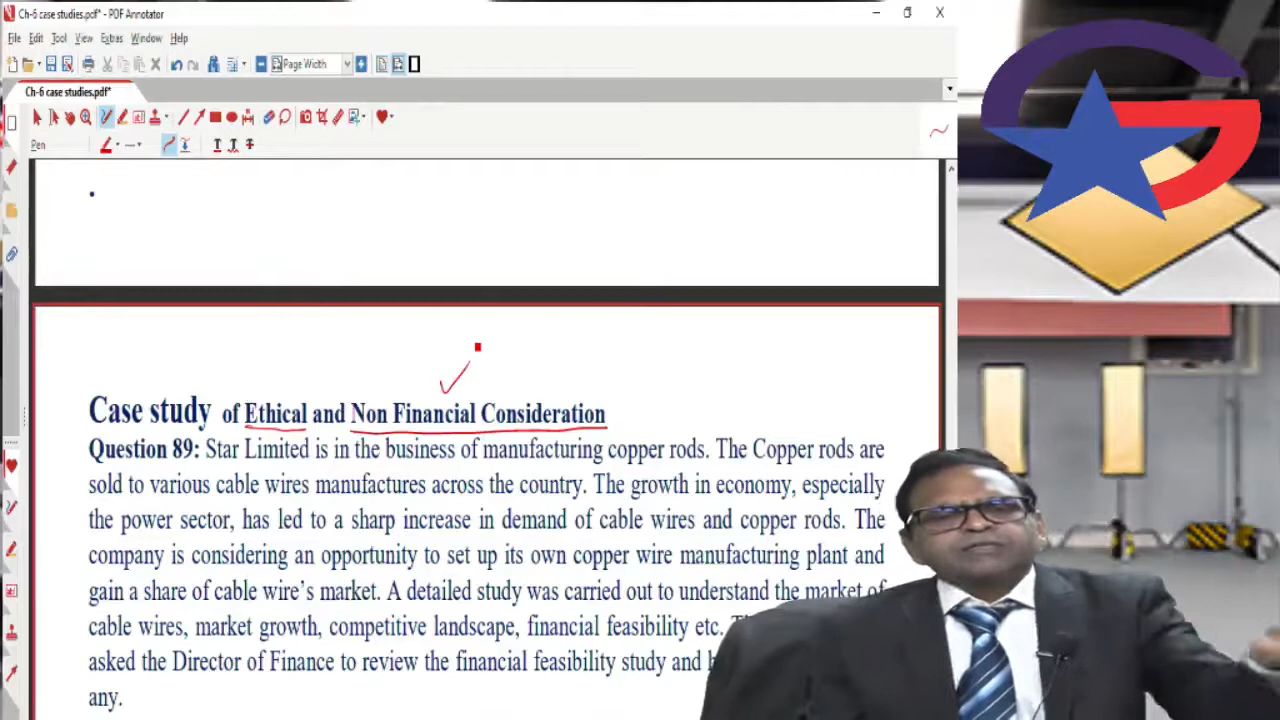 Ch-6 case studies.pdf* - PDF Annotator
File Edit Tool View Extras Window Help
Page Width
Ch-6 case studies.pdf*
Pen
Case study of Ethical and Non Financial Consideration
Question 89: Star Limited is in the business of manufacturing copper rods. The Copper rods are
sold to various cable wires manufactures across the country. The growth in economy, especially
the power sector, has led to a sharp increase in demand of cable wires and copper rods. The
company is considering an opportunity to set up its own copper wire manufacturing plant and
gain a share of cable wire's market. A detailed study was carried out to understand the market of
cable wires, market growth, competitive landscape, financial feasibility etc.
asked the Director of Finance to review the financial feasibility study and
any.